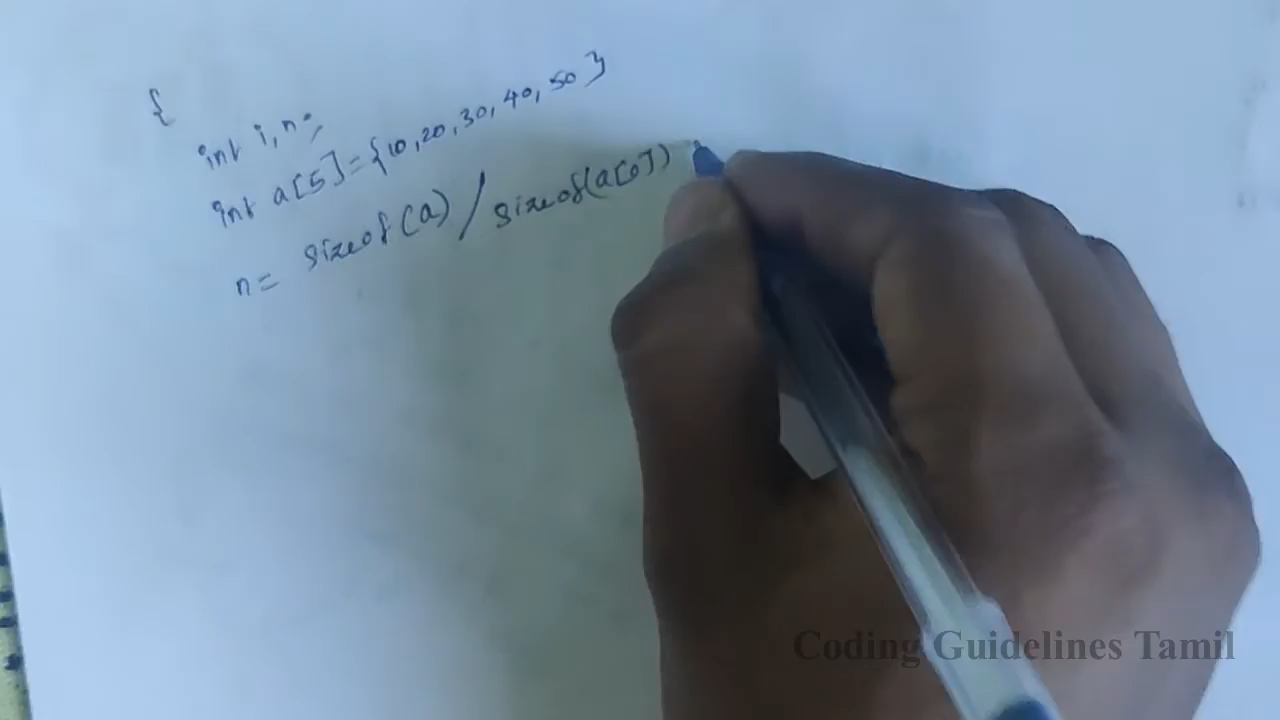 {
int i,n;
int a[5]={10,20,30,40,50}
n= sizeof(a)/sizeof(a[0])
Coding Guidelines Tamil